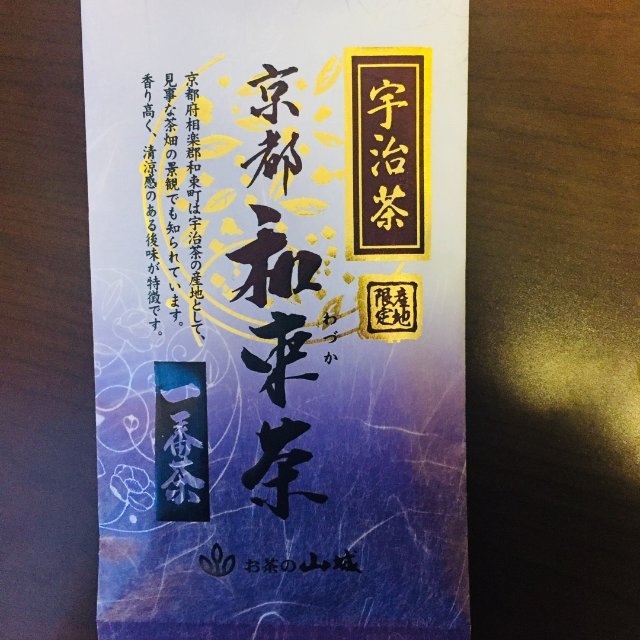 宇治茶
産地
限定
京都 和束茶
わづか
京都府相楽郡和束町は宇治茶の産地として、
見事な茶畑の景観でも知られています。
香り高く、清涼感のある後味が特徴です。
一番茶
お茶の山城